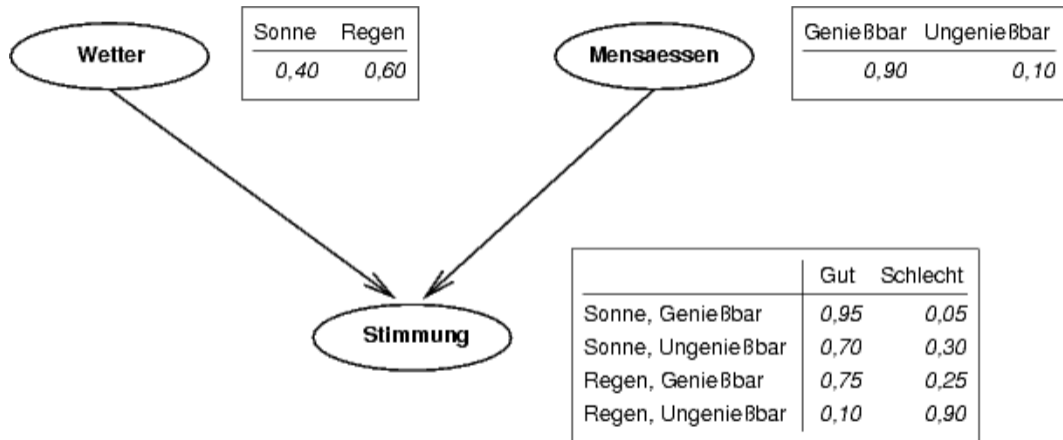 Wetter
Sonne Regen
0,40 0,60
Mensaessen
Genießbar Ungenießbar
0,90 0,10
Stimmung
Gut Schlecht
Sonne, Genießbar 0,95 0,05
Sonne, Ungenießbar 0,70 0,30
Regen, Genießbar 0,75 0,25
Regen, Ungenießbar 0,10 0,90